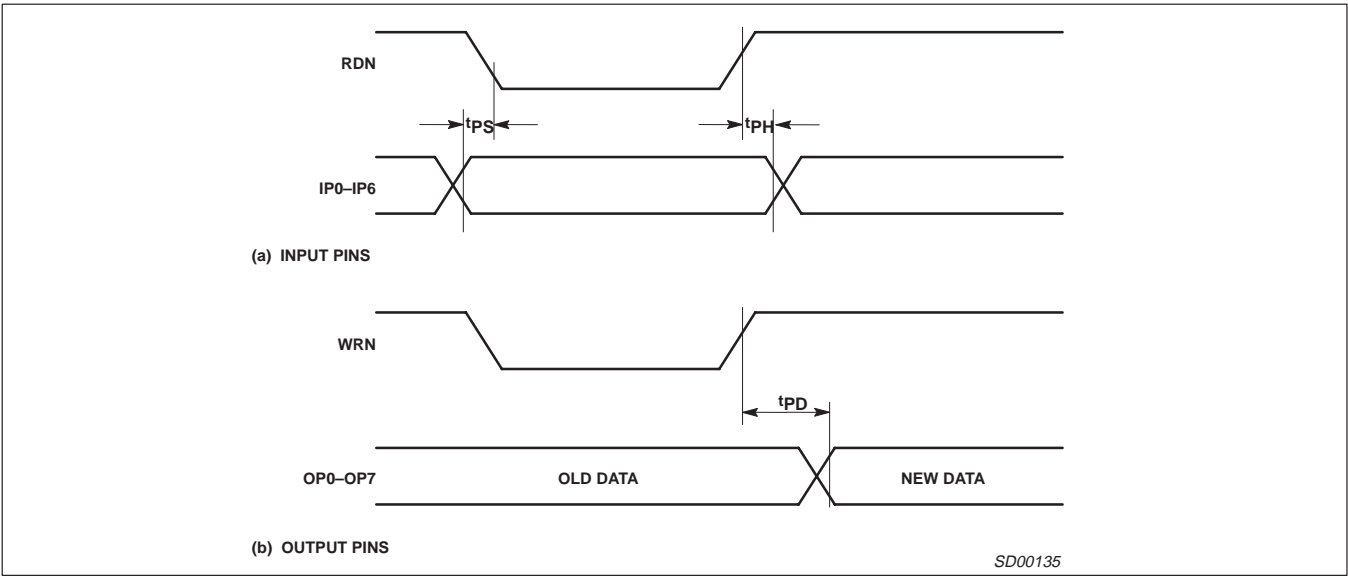 RDN
tPS
tPH
IP0–IP6
(a) INPUT PINS
WRN
tPD
OP0–OP7
OLD DATA
NEW DATA
(b) OUTPUT PINS
SD00135